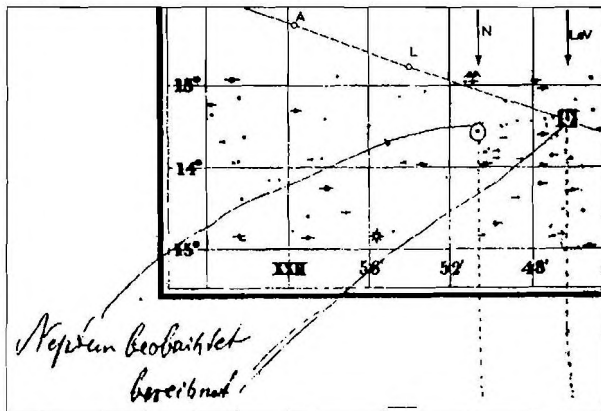 A
L
N
LeV
13°
14°
15°
XXII 56' 52' 48'
Neptun beobachtet
berechnet